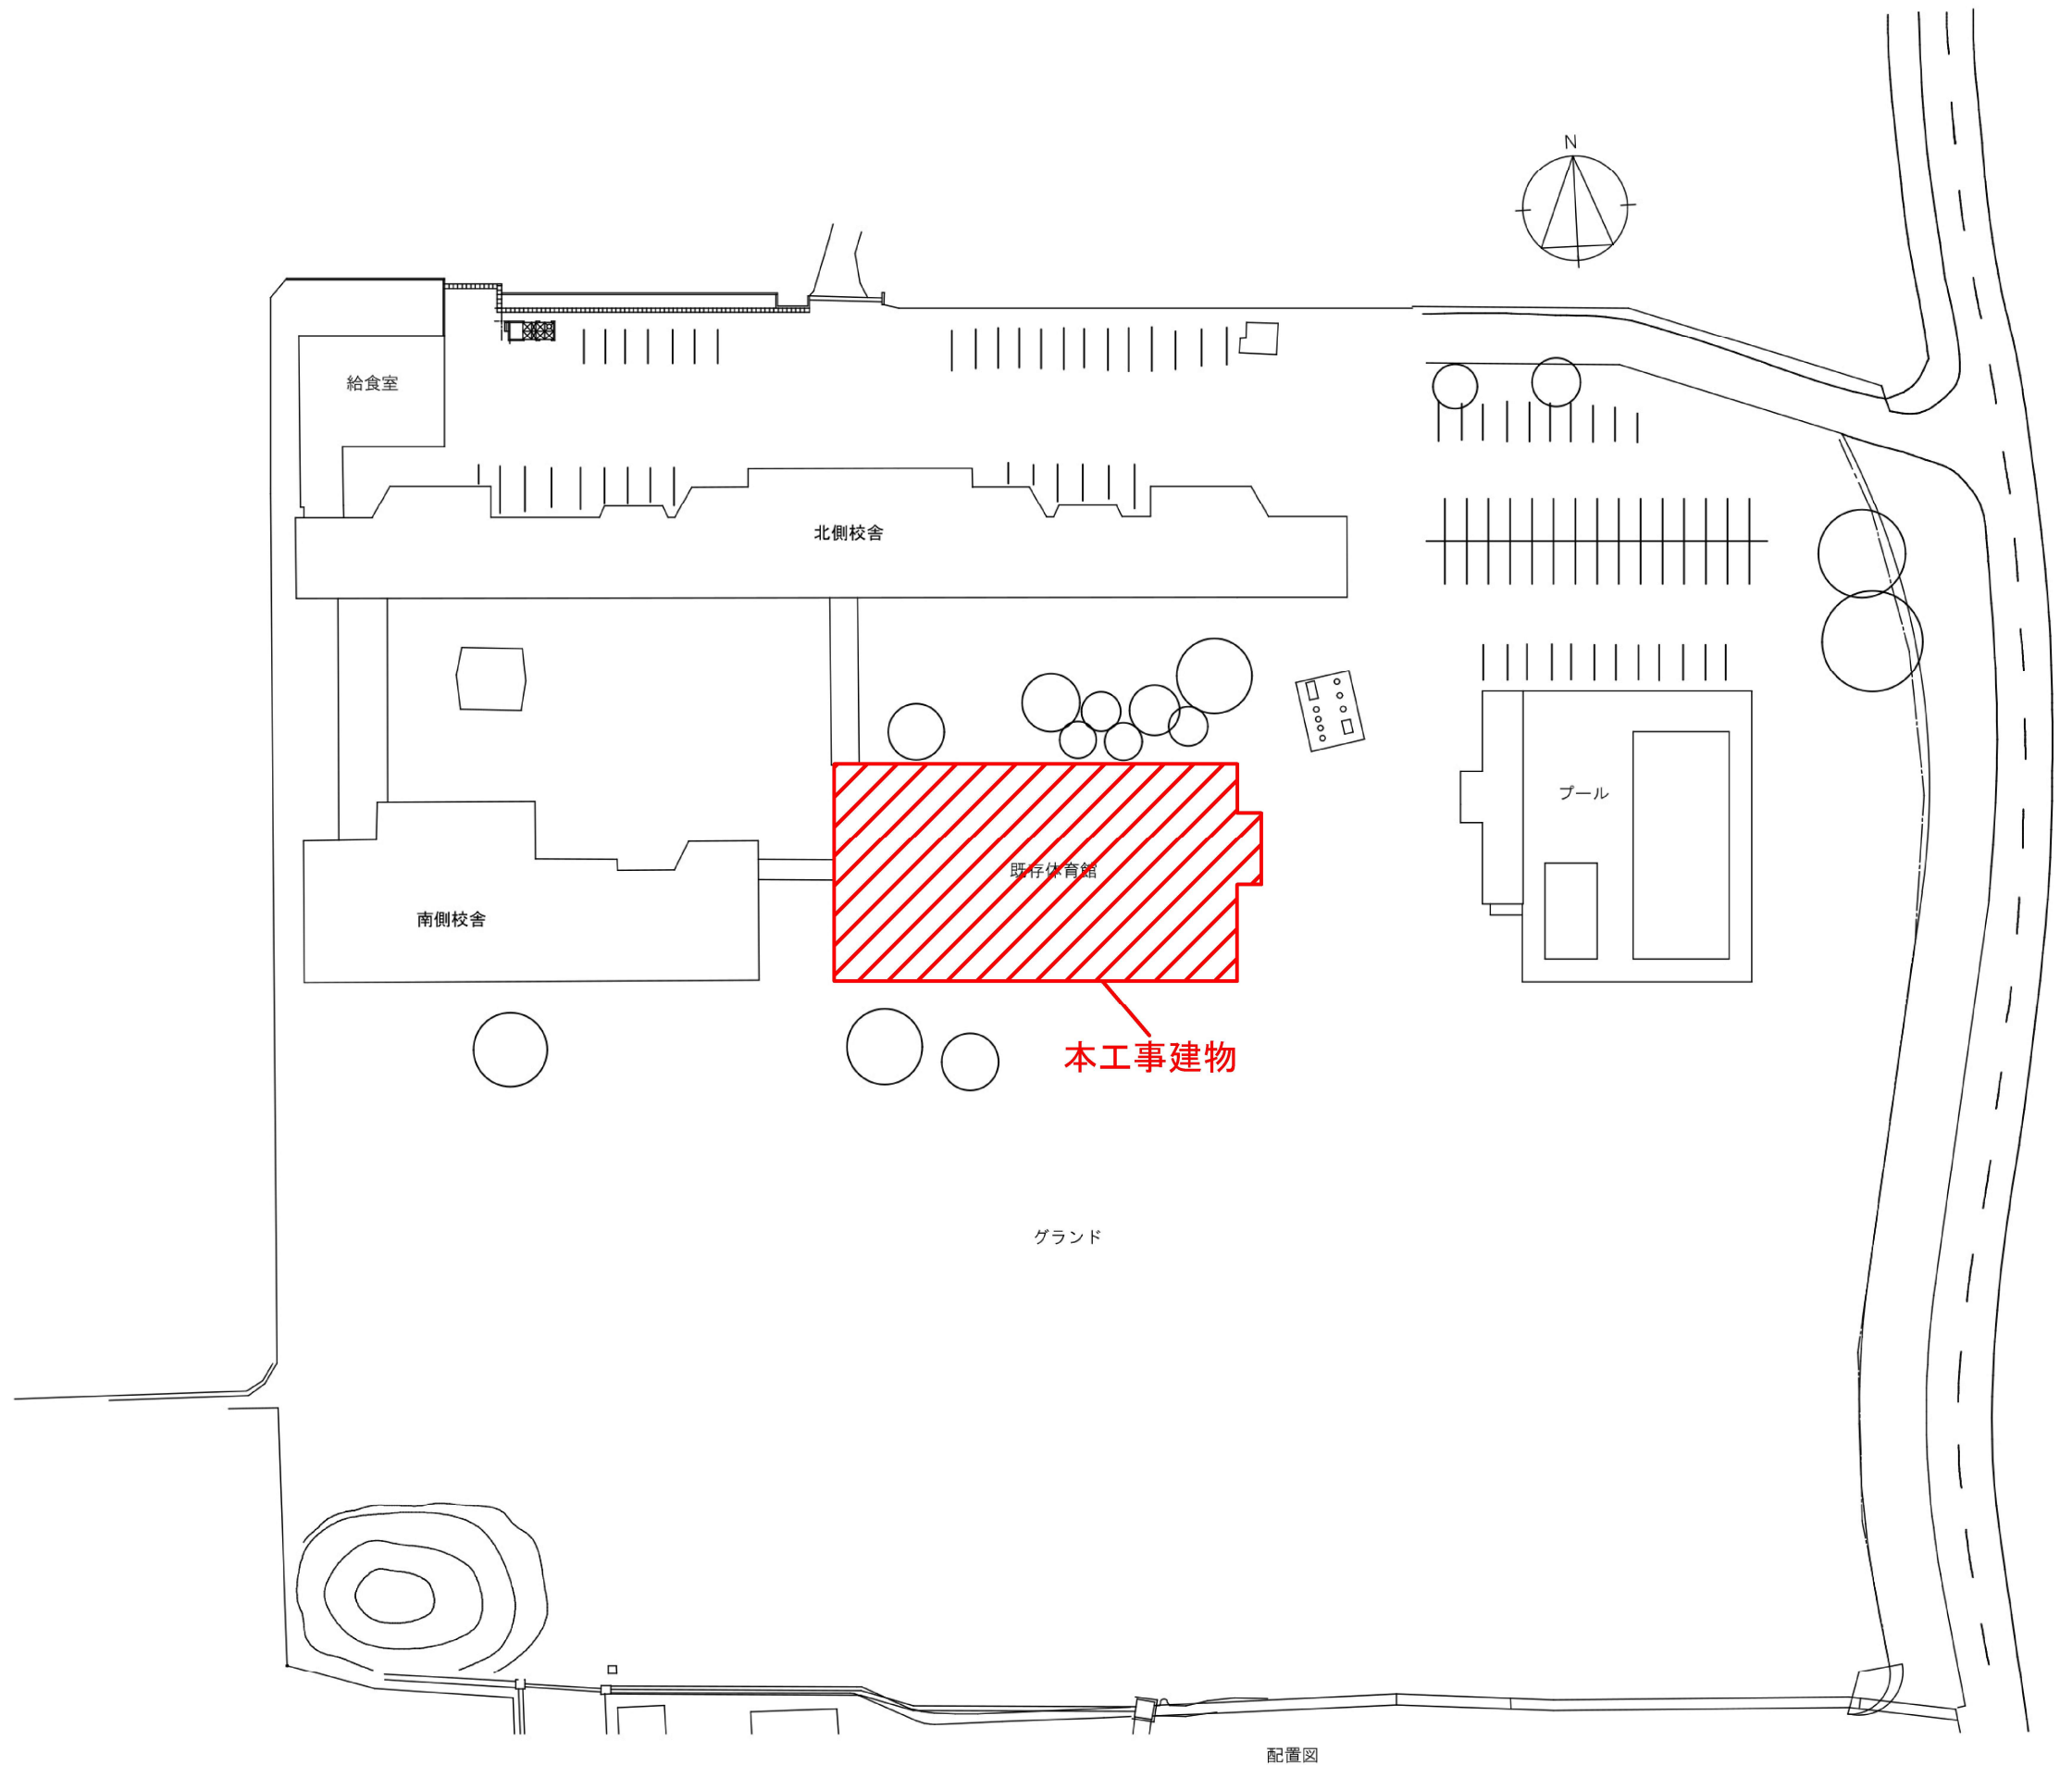 N
給食室
北側校舎
プール
既存体育館
南側校舎
本工事建物
グランド
配置図